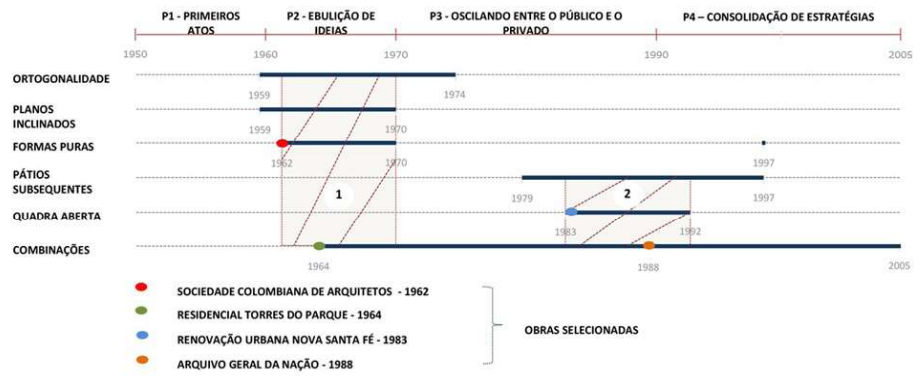 P1 - PRIMEIROS ATOS
P2 - EBULIÇÃO DE IDEIAS
P3 - OSCILANDO ENTRE O PÚBLICO E O PRIVADO
P4 – CONSOLIDAÇÃO DE ESTRATÉGIAS
1950 1960 1970 1990 2005
ORTOGONALIDADE
1959 1974
PLANOS INCLINADOS
1959 1970
FORMAS PURAS
1962 1970 1997
PÁTIOS SUBSEQUENTES
1979 1997
1 2
QUADRA ABERTA
1983 1992
COMBINAÇÕES
1964 1988 2005
SOCIEDADE COLOMBIANA DE ARQUITETOS - 1962
RESIDENCIAL TORRES DO PARQUE - 1964
OBRAS SELECIONADAS
RENOVAÇÃO URBANA NOVA SANTA FÉ - 1983
ARQUIVO GERAL DA NAÇÃO - 1988